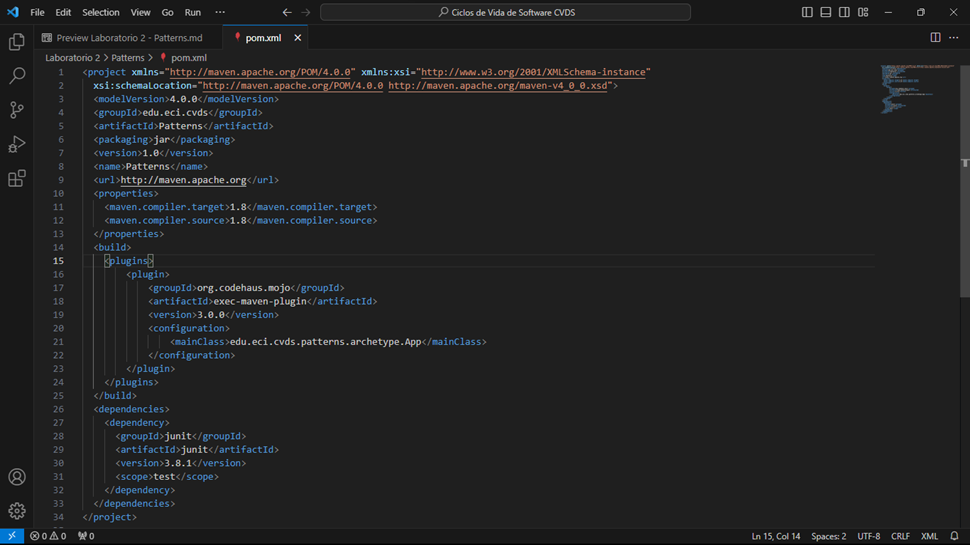 File Edit Selection View Go Run ··· Ciclos de Vida de Software CVDS
Preview Laboratorio 2 - Patterns.md pom.xml
Laboratorio 2 > Patterns > pom.xml
1 <project xmlns="http://maven.apache.org/POM/4.0.0" xmlns:xsi="http://www.w3.org/2001/XMLSchema-instance"
2 xsi:schemaLocation="http://maven.apache.org/POM/4.0.0 http://maven.apache.org/maven-v4_0_0.xsd">
3 <modelVersion>4.0.0</modelVersion>
4 <groupId>edu.eci.cvds</groupId>
5 <artifactId>Patterns</artifactId>
6 <packaging>jar</packaging>
7 <version>1.0</version>
8 <name>Patterns</name>
9 <url>http://maven.apache.org</url>
10 <properties>
11 <maven.compiler.target>1.8</maven.compiler.target>
12 <maven.compiler.source>1.8</maven.compiler.source>
13 </properties>
14 <build>
15 <plugins>
16 <plugin>
17 <groupId>org.codehaus.mojo</groupId>
18 <artifactId>exec-maven-plugin</artifactId>
19 <version>3.0.0</version>
20 <configuration>
21 <mainClass>edu.eci.cvds.patterns.archetype.App</mainClass>
22 </configuration>
23 </plugin>
24 </plugins>
25 </build>
26 <dependencies>
27 <dependency>
28 <groupId>junit</groupId>
29 <artifactId>junit</artifactId>
30 <version>3.8.1</version>
31 <scope>test</scope>
32 </dependency>
33 </dependencies>
34 </project>
0 0 0 Ln 15, Col 14 Spaces: 2 UTF-8 CRLF XML